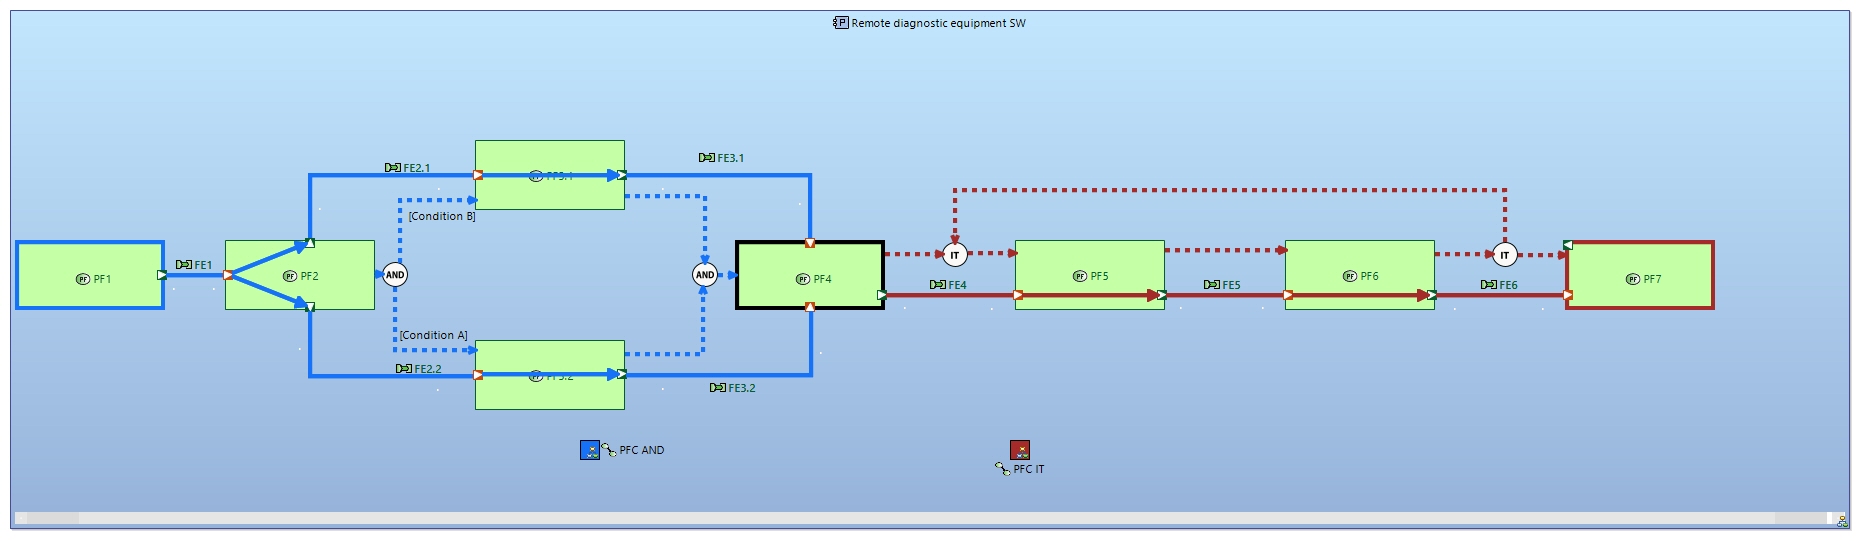 Remote diagnostic equipment SW
PF1
FE1
PF2
FE2.1
[Condition B]
AND
[Condition A]
FE2.2
PF3.1
PF3.2
FE3.1
AND
FE3.2
PF4
IT
FE4
PF5
FE5
PF6
IT
FE6
PF7
PFC AND
PFC IT